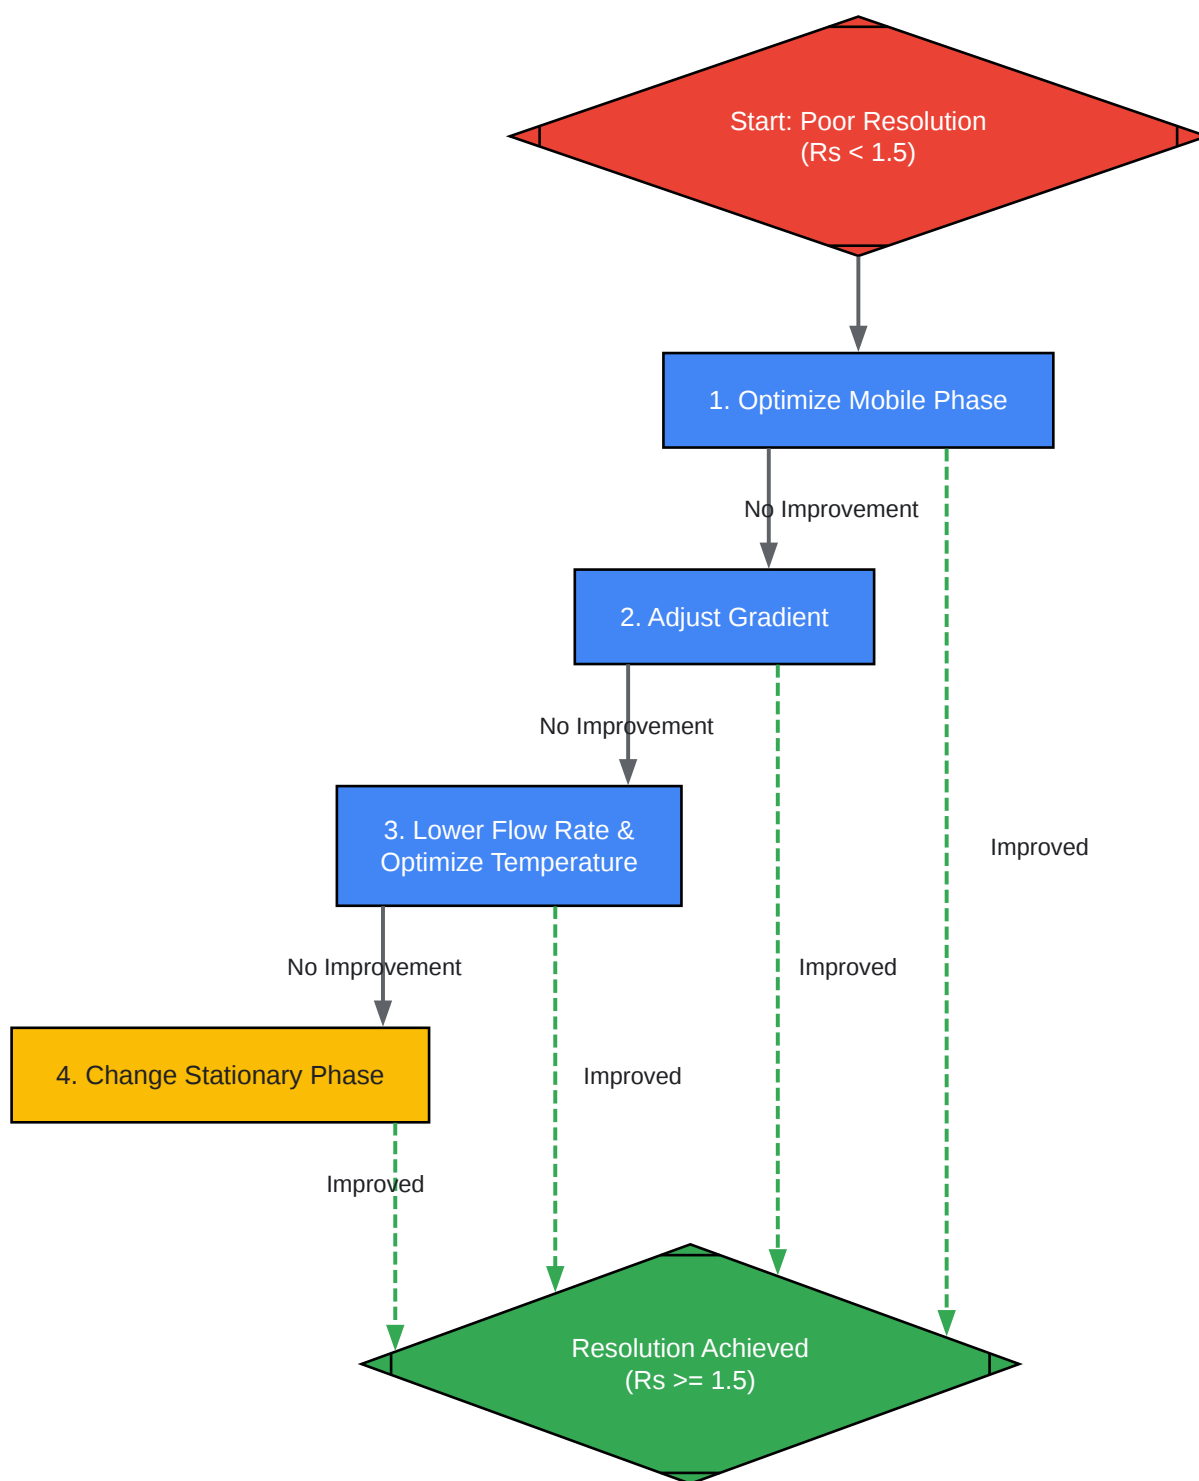 Start: Poor Resolution
(Rs < 1.5)
1. Optimize Mobile Phase
No Improvement
2. Adjust Gradient
No Improvement
3. Lower Flow Rate &
Optimize Temperature
Improved
No Improvement
Improved
4. Change Stationary Phase
Improved
Improved
Resolution Achieved
(Rs >= 1.5)